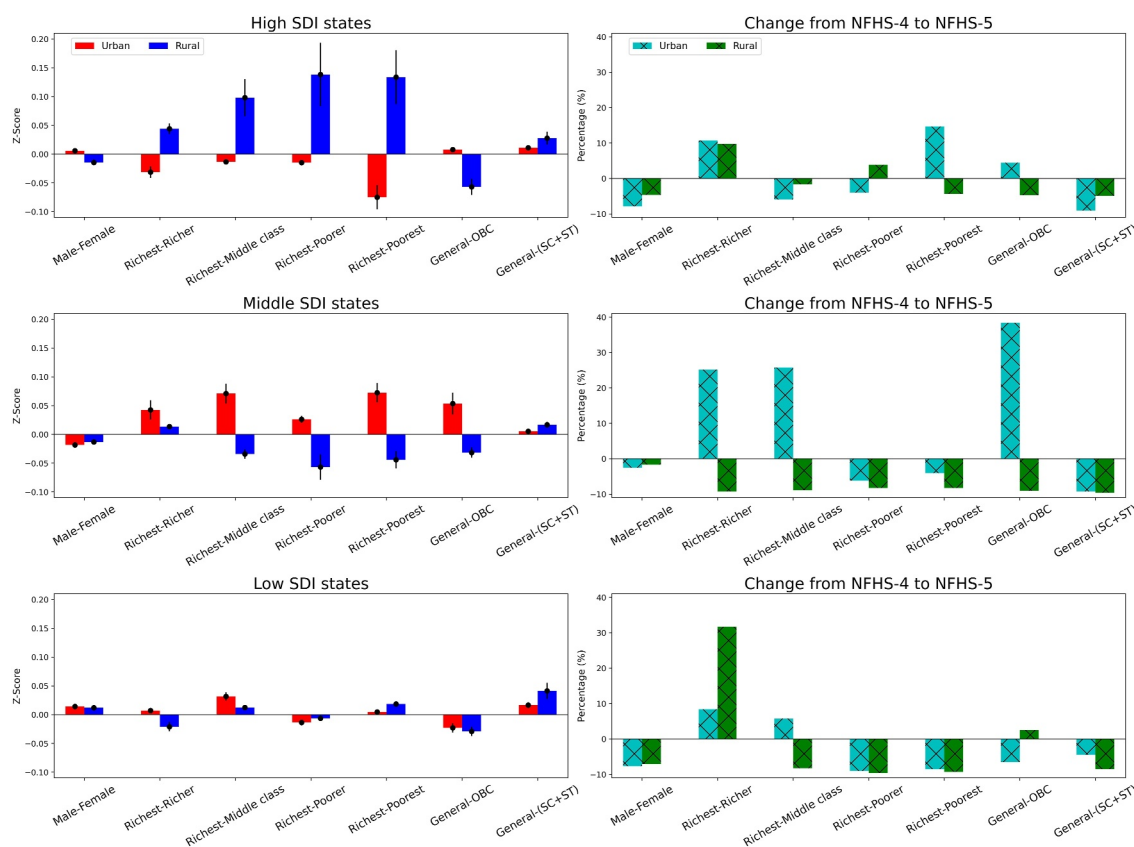 High SDI states
Z-Score
0.20
0.15
0.10
0.05
0.00
−0.05
−0.10
Urban Rural
Male-Female
Richest-Richer
Richest-Middle class
Richest-Poorer
Richest-Poorest
General-OBC
General-(SC+ST)
Change from NFHS-4 to NFHS-5
Percentage (%)
40
30
20
10
0
−10
Urban Rural
Male-Female
Richest-Richer
Richest-Middle class
Richest-Poorer
Richest-Poorest
General-OBC
General-(SC+ST)
Middle SDI states
Z-Score
0.20
0.15
0.10
0.05
0.00
−0.05
−0.10
Male-Female
Richest-Richer
Richest-Middle class
Richest-Poorer
Richest-Poorest
General-OBC
General-(SC+ST)
Change from NFHS-4 to NFHS-5
Percentage (%)
40
30
20
10
0
−10
Male-Female
Richest-Richer
Richest-Middle class
Richest-Poorer
Richest-Poorest
General-OBC
General-(SC+ST)
Low SDI states
Z-Score
0.20
0.15
0.10
0.05
0.00
−0.05
−0.10
Male-Female
Richest-Richer
Richest-Middle class
Richest-Poorer
Richest-Poorest
General-OBC
General-(SC+ST)
Change from NFHS-4 to NFHS-5
Percentage (%)
40
30
20
10
0
−10
Male-Female
Richest-Richer
Richest-Middle class
Richest-Poorer
Richest-Poorest
General-OBC
General-(SC+ST)